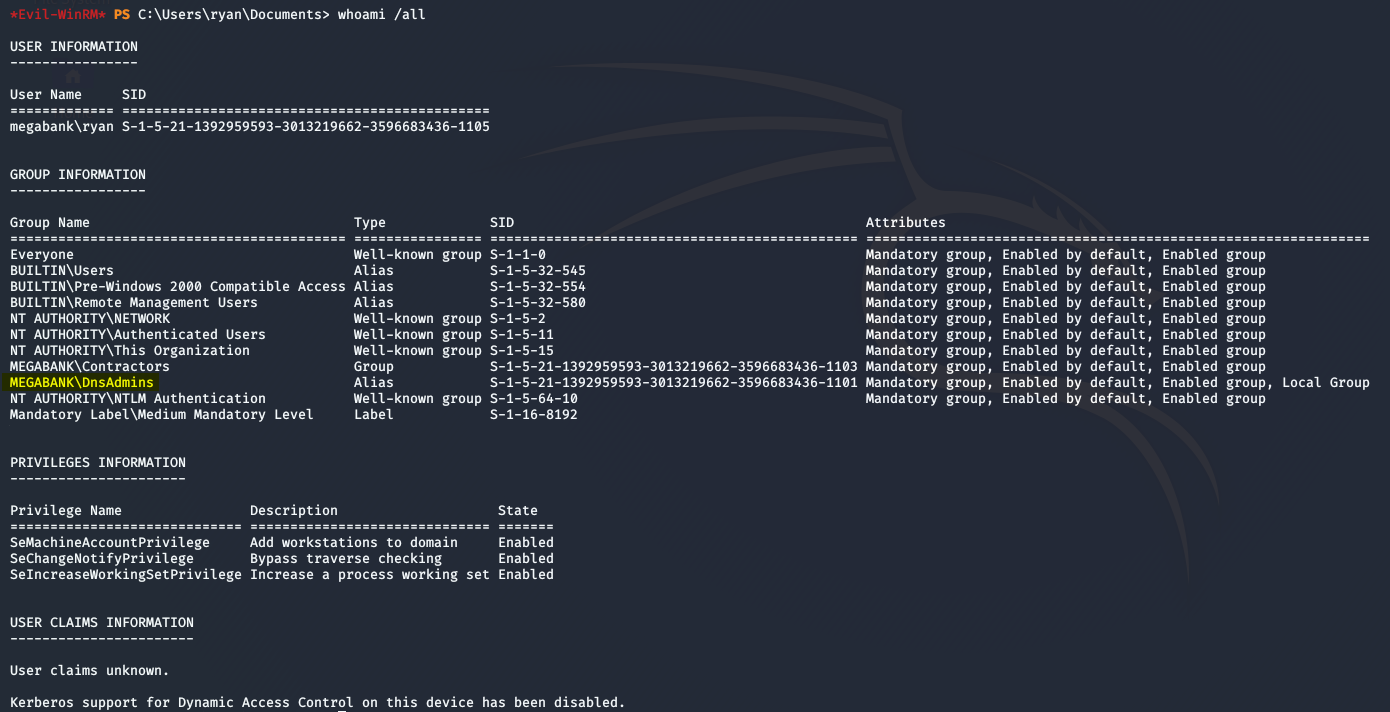 *Evil-WinRM* PS C:\Users\ryan\Documents> whoami /all
USER INFORMATION
----------------
User Name     SID
============= ==============================================
megabank\ryan S-1-5-21-1392959593-3013219662-3596683436-1105
GROUP INFORMATION
-----------------
Group Name                                 Type             SID                                            Attributes
========================================== ================ ============================================== ===============================================================
Everyone                                   Well-known group S-1-1-0                                        Mandatory group, Enabled by default, Enabled group
BUILTIN\Users                              Alias            S-1-5-32-545                                   Mandatory group, Enabled by default, Enabled group
BUILTIN\Pre-Windows 2000 Compatible Access Alias            S-1-5-32-554                                   Mandatory group, Enabled by default, Enabled group
BUILTIN\Remote Management Users            Alias            S-1-5-32-580                                   Mandatory group, Enabled by default, Enabled group
NT AUTHORITY\NETWORK                       Well-known group S-1-5-2                                        Mandatory group, Enabled by default, Enabled group
NT AUTHORITY\Authenticated Users           Well-known group S-1-5-11                                       Mandatory group, Enabled by default, Enabled group
NT AUTHORITY\This Organization             Well-known group S-1-5-15                                       Mandatory group, Enabled by default, Enabled group
MEGABANK\Contractors                       Group            S-1-5-21-1392959593-3013219662-3596683436-1103 Mandatory group, Enabled by default, Enabled group
MEGABANK\DnsAdmins                         Alias            S-1-5-21-1392959593-3013219662-3596683436-1101 Mandatory group, Enabled by default, Enabled group, Local Group
NT AUTHORITY\NTLM Authentication           Well-known group S-1-5-64-10                                    Mandatory group, Enabled by default, Enabled group
Mandatory Label\Medium Mandatory Level     Label            S-1-16-8192
PRIVILEGES INFORMATION
----------------------
Privilege Name                Description                    State
============================= ============================== =======
SeMachineAccountPrivilege     Add workstations to domain     Enabled
SeChangeNotifyPrivilege       Bypass traverse checking       Enabled
SeIncreaseWorkingSetPrivilege Increase a process working set Enabled
USER CLAIMS INFORMATION
-----------------------
User claims unknown.
Kerberos support for Dynamic Access Control on this device has been disabled.